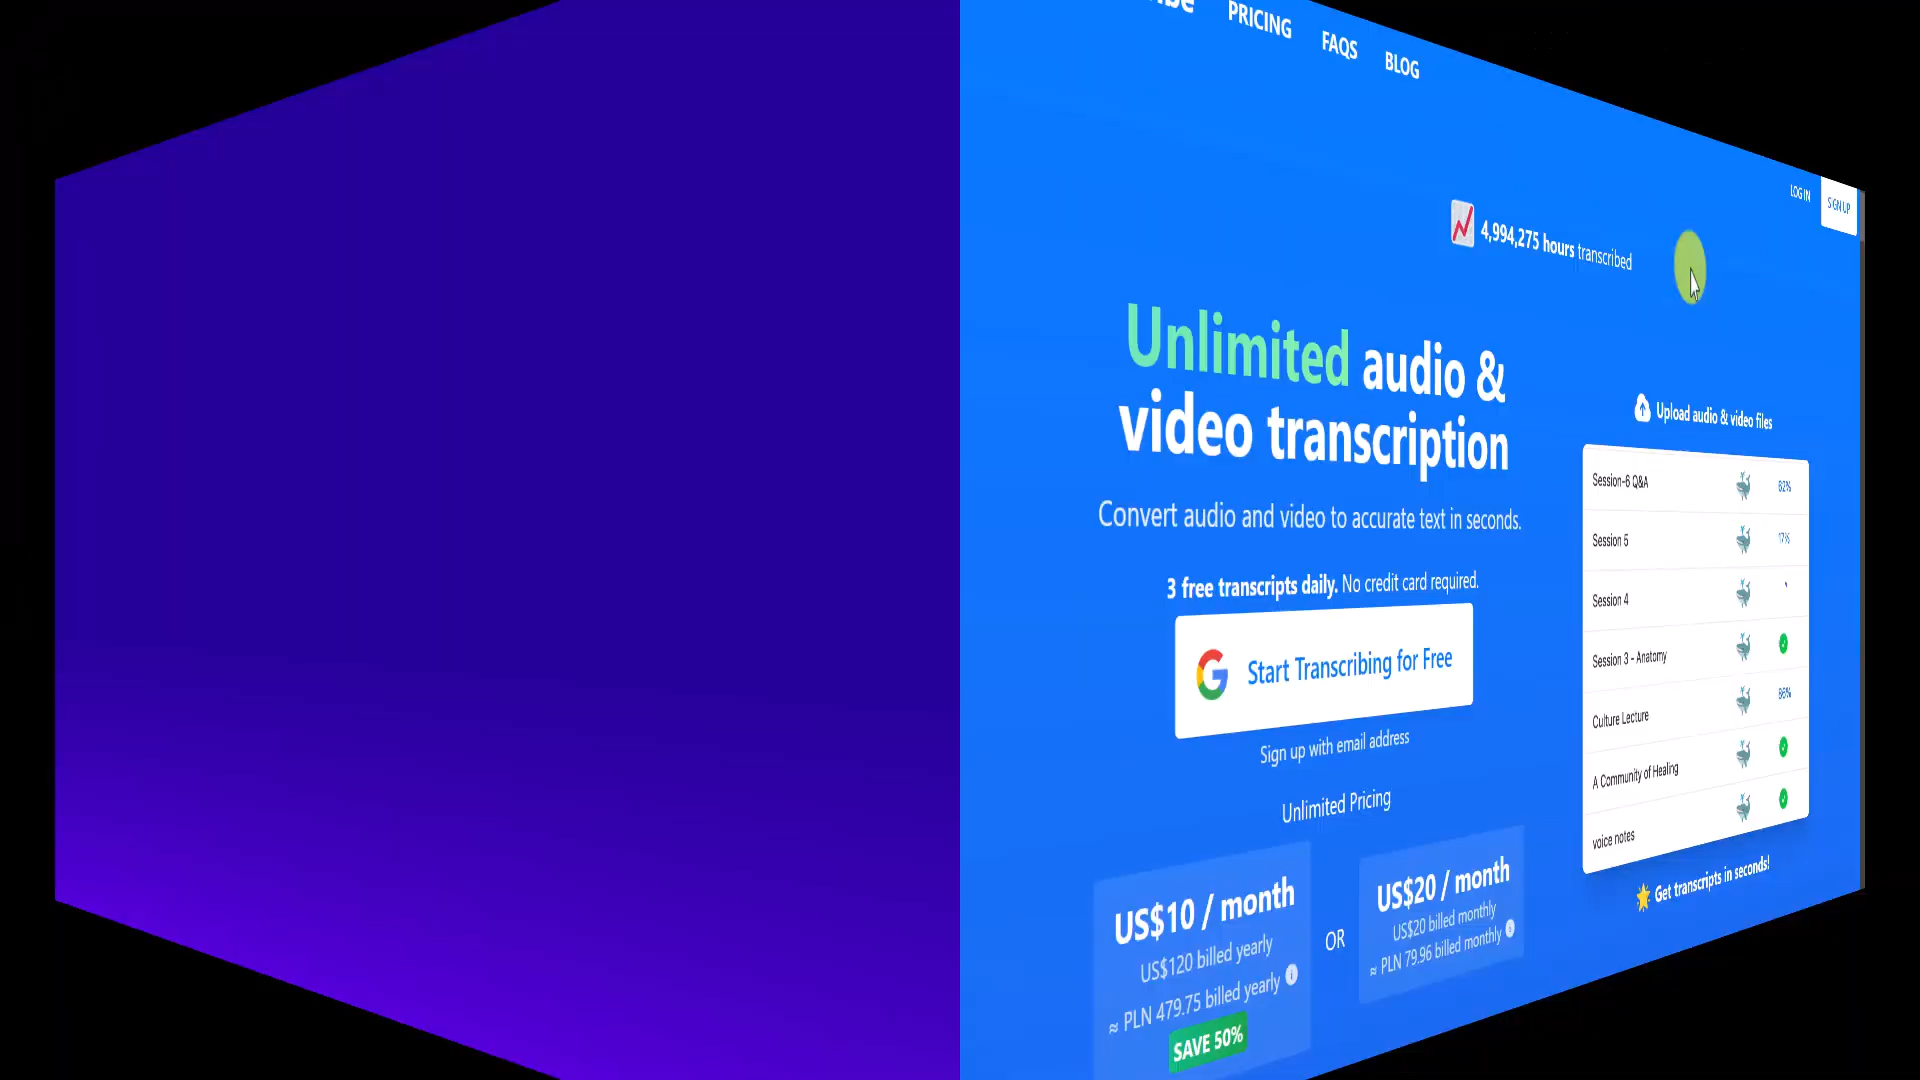 PRICING
FAQS
BLOG
LOG IN
SIGN UP
4,994,275 hours transcribed
Unlimited audio &
video transcription
Convert audio and video to accurate text in seconds.
3 free transcripts daily. No credit card required.
Start Transcribing for Free
Sign up with email address
Unlimited Pricing
US$10 / month
US$120 billed yearly
≈ PLN 479.75 billed yearly
SAVE 50%
OR
US$20 / month
US$20 billed monthly
≈ PLN 79.96 billed monthly
Upload audio & video files
Session-6 Q&A 62%
Session 5 17%
Session 4
Session 3 - Anatomy
Culture Lecture 86%
A Community of Healing
voice notes
Get transcripts in seconds!